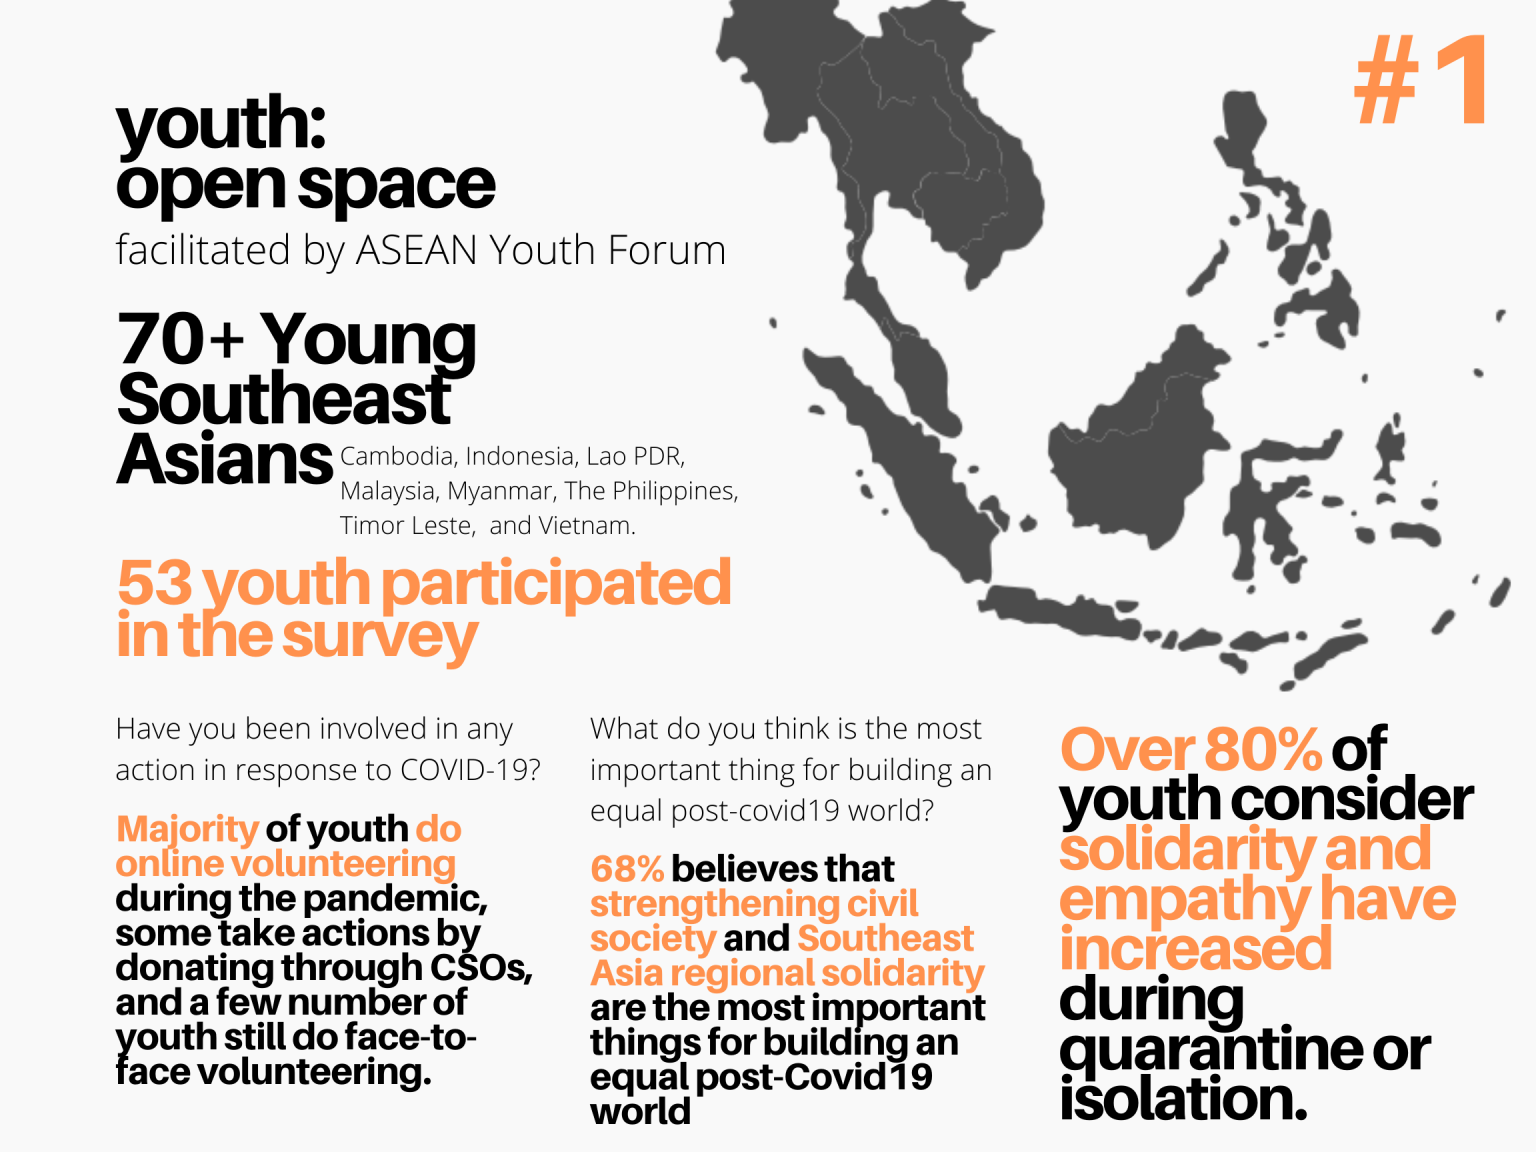 #1
youth:
open space
facilitated by ASEAN Youth Forum
70+ Young
Southeast
Asians
Cambodia, Indonesia, Lao PDR,
Malaysia, Myanmar, The Philippines,
Timor Leste,  and Vietnam.
53 youth participated
in the survey
Have you been involved in any
action in response to COVID-19?
Majority of youth do
online volunteering
during the pandemic,
some take actions by
donating through CSOs,
and a few number of
youth still do face-to-
face volunteering.
What do you think is the most
important thing for building an
equal post-covid19 world?
68% believes that
strengthening civil
society and Southeast
Asia regional solidarity
are the most important
things for building an
equal post-Covid19
world
Over 80% of
youth consider
solidarity and
empathy have
increased
during
quarantine or
isolation.